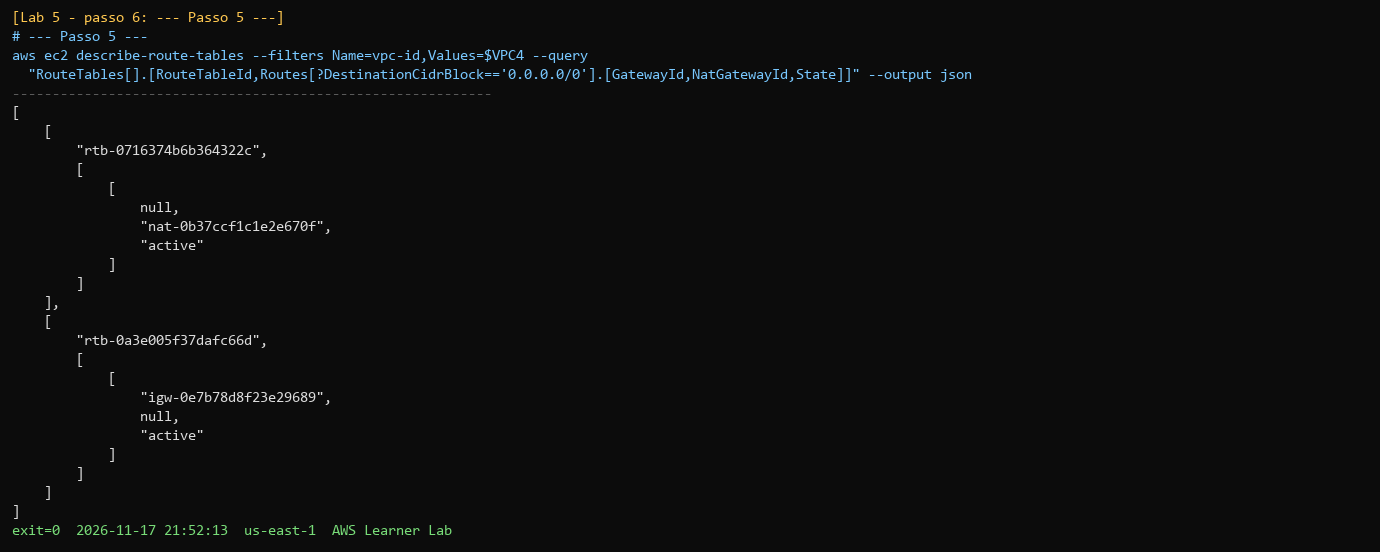 [Lab 5 - passo 6: --- Passo 5 ---]
# --- Passo 5 ---
aws ec2 describe-route-tables --filters Name=vpc-id,Values=$VPC4 --query
  "RouteTables[].[RouteTableId,Routes[?DestinationCidrBlock=='0.0.0.0/0'].[GatewayId,NatGatewayId,State]]" --output json
------------------------------------------------------------
[
    [
        "rtb-0716374b6b364322c",
        [
            [
                null,
                "nat-0b37ccf1c1e2e670f",
                "active"
            ]
        ]
    ],
    [
        "rtb-0a3e005f37dafc66d",
        [
            [
                "igw-0e7b78d8f23e29689",
                null,
                "active"
            ]
        ]
    ]
]
exit=0  2026-11-17 21:52:13  us-east-1  AWS Learner Lab